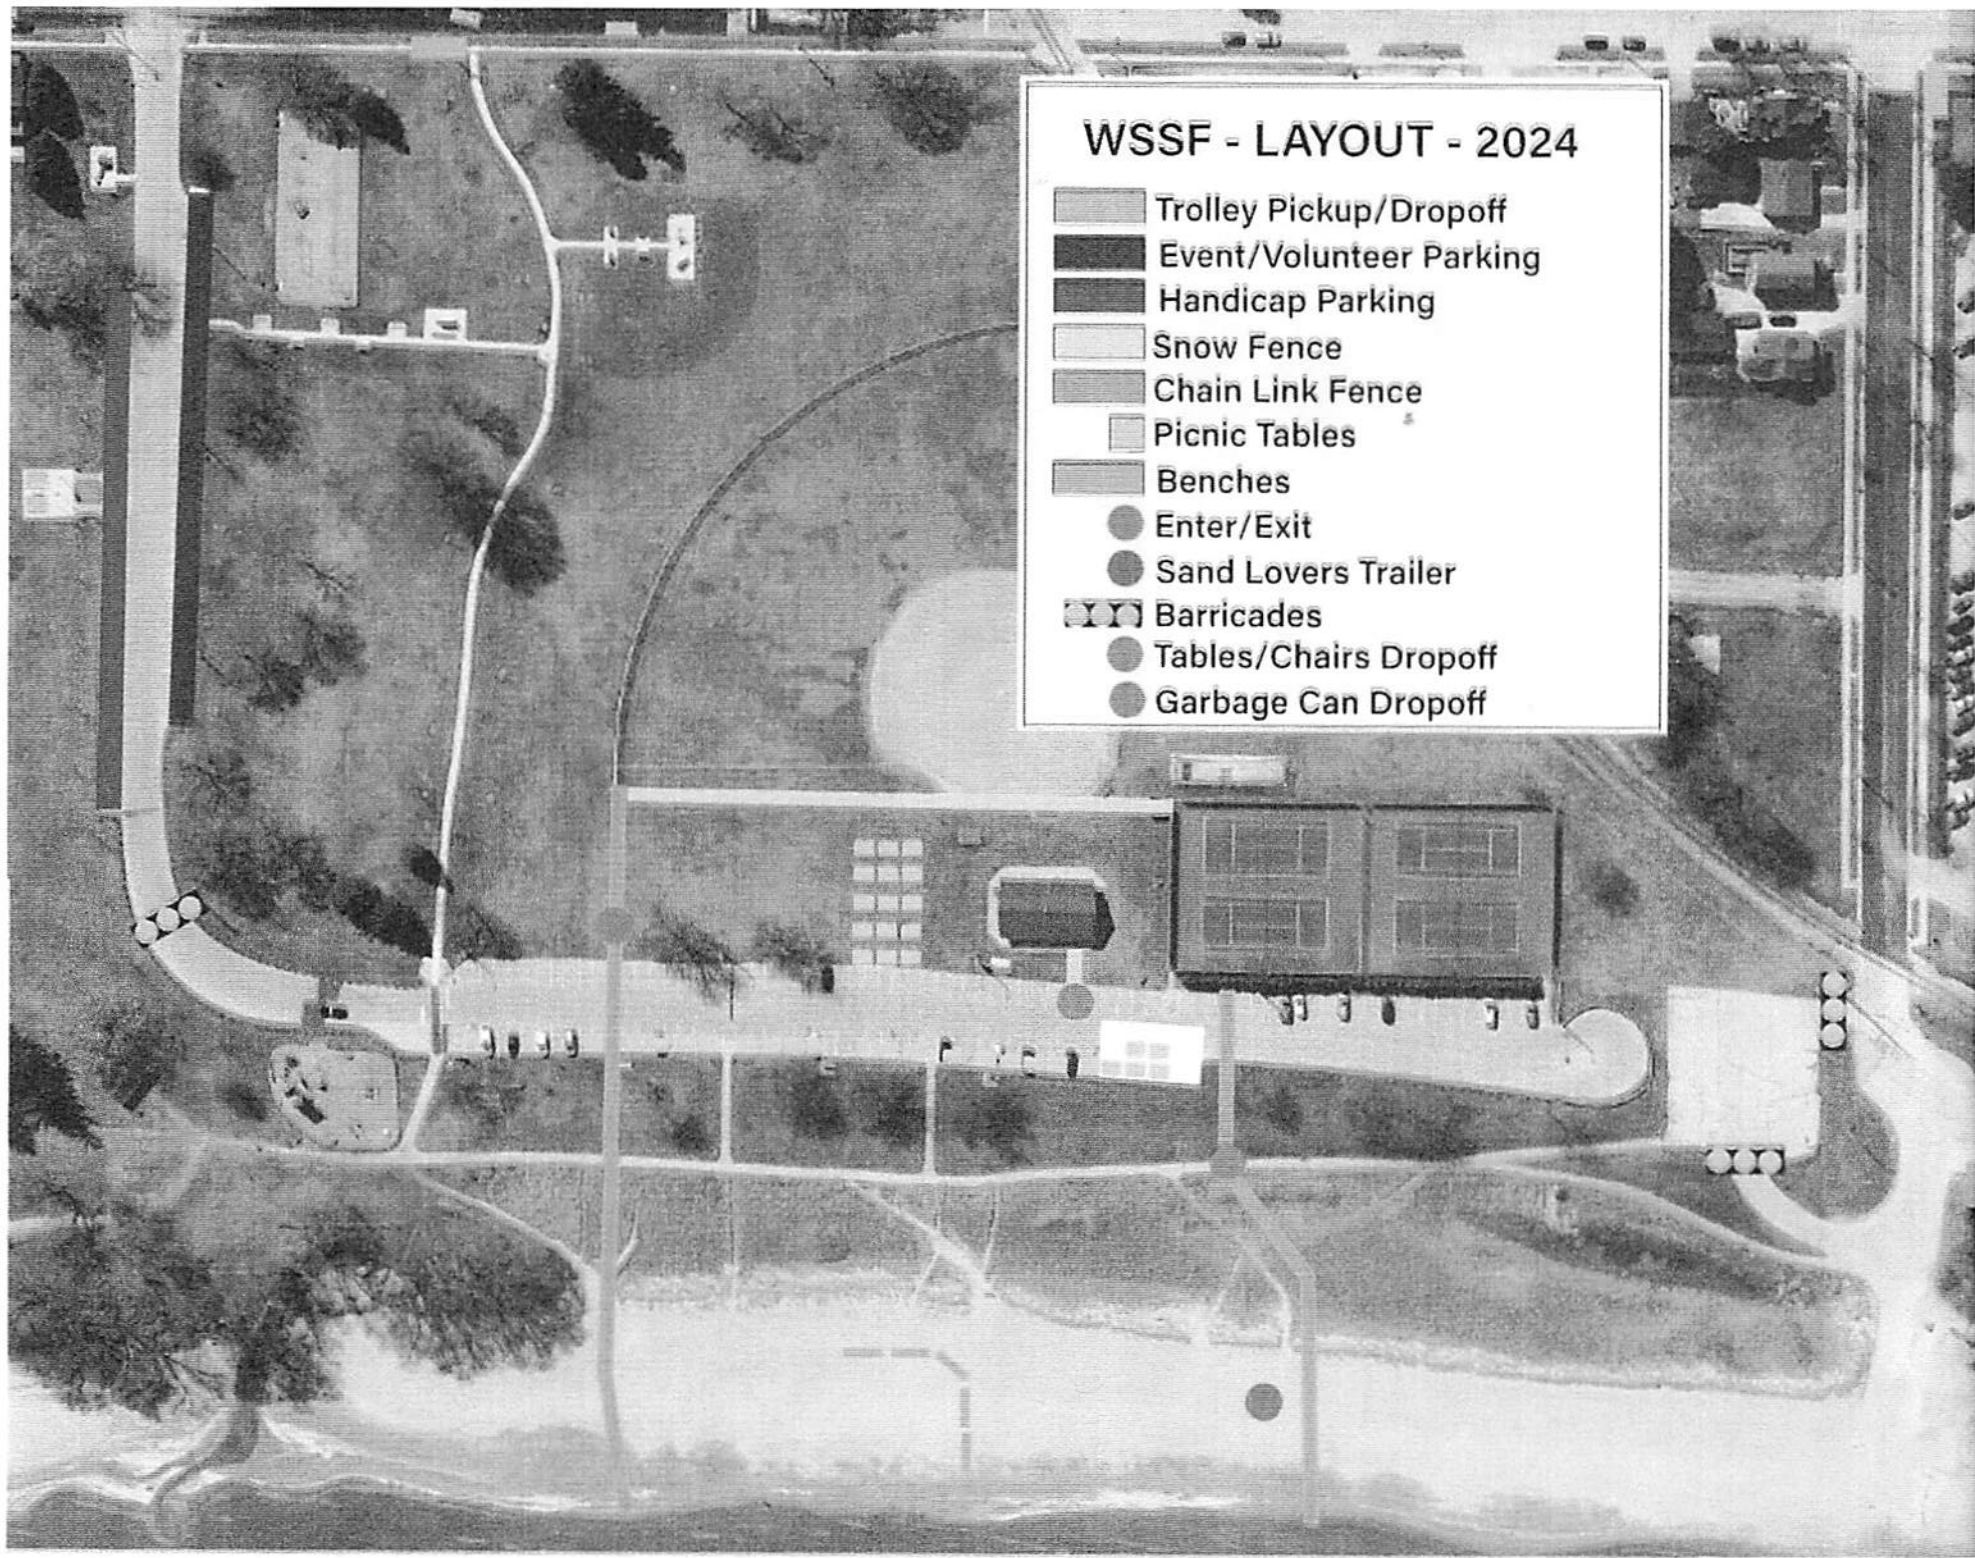 WSSF - LAYOUT - 2024
Trolley Pickup/Dropoff
Event/Volunteer Parking
Handicap Parking
Snow Fence
Chain Link Fence
Picnic Tables
Benches
Enter/Exit
Sand Lovers Trailer
Barricades
Tables/Chairs Dropoff
Garbage Can Dropoff